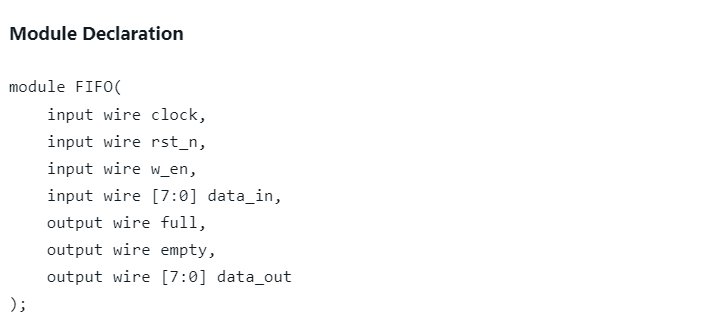 Module Declaration
module FIFO(
    input wire clock,
    input wire rst_n,
    input wire w_en,
    input wire [7:0] data_in,
    output wire full,
    output wire empty,
    output wire [7:0] data_out
);